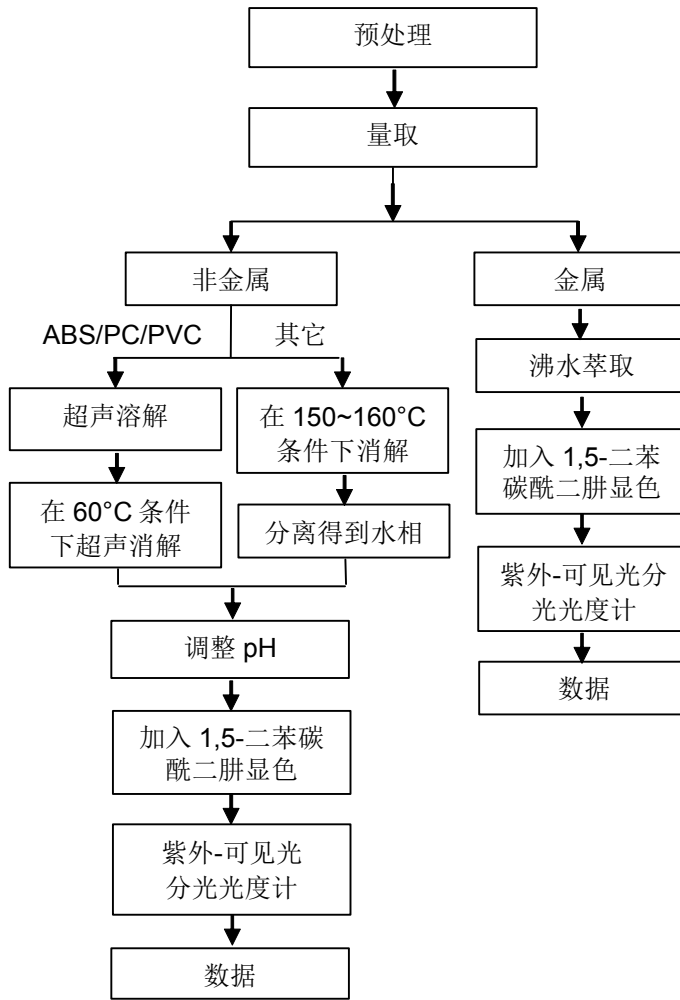 预处理
量取
非金属
金属
ABS/PC/PVC
其它
沸水萃取
超声溶解
在 150~160°C
条件下消解
加入 1,5-二苯
碳酰二肼显色
在 60°C 条件
下超声消解
分离得到水相
紫外-可见光分
光光度计
调整 pH
数据
加入 1,5-二苯碳
酰二肼显色
紫外-可见光
分光光度计
数据